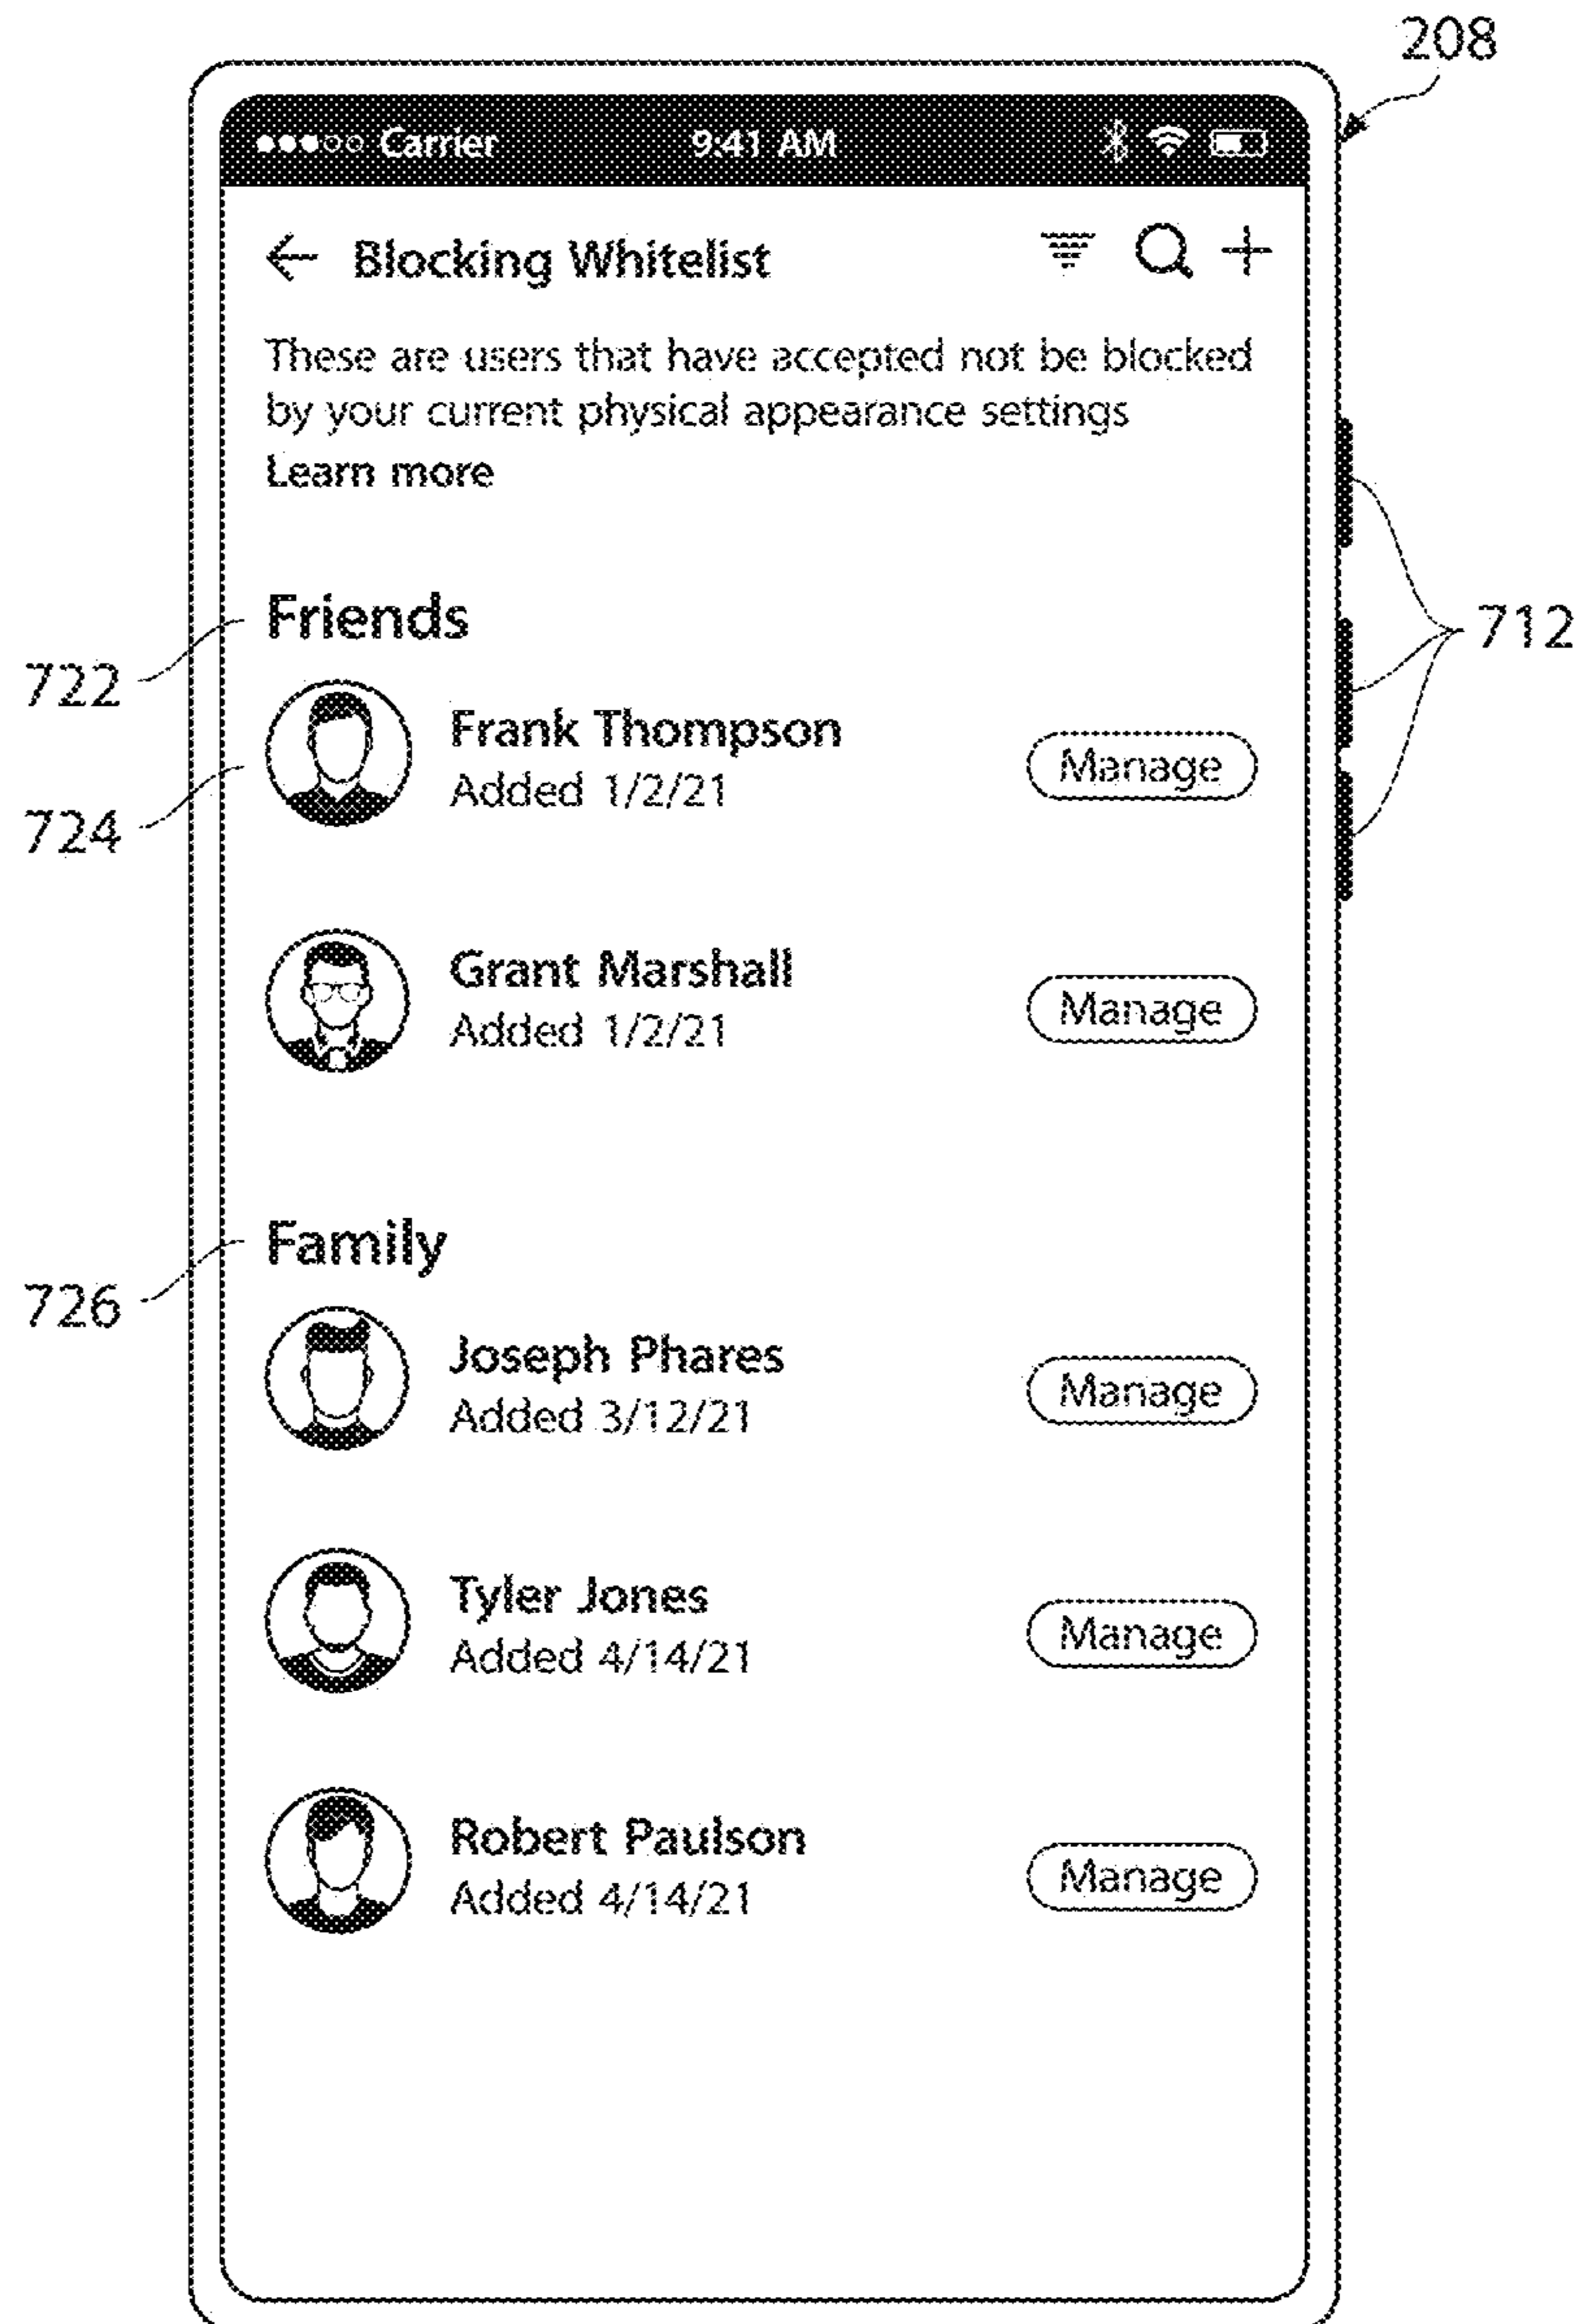 208
Carrier 9:41 AM
Blocking Whitelist
These are users that have accepted not be blocked
by your current physical appearance settings
Learn more
712
Friends
722
Frank Thompson
Added 1/2/21
Manage
724
Grant Marshall
Added 1/2/21
Manage
Family
726
Joseph Phares
Added 3/12/21
Manage
Tyler Jones
Added 4/14/21
Manage
Robert Paulson
Added 4/14/21
Manage